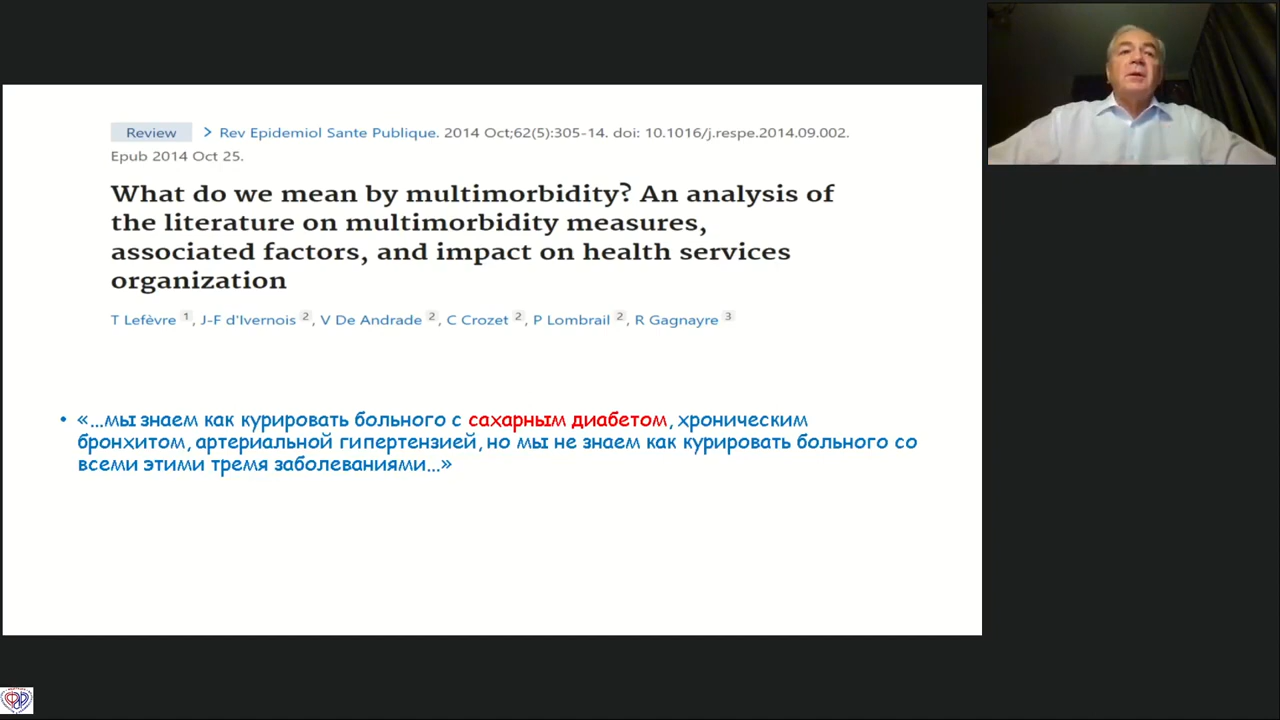 Review > Rev Epidemiol Sante Publique. 2014 Oct;62(5):305-14. doi: 10.1016/j.respe.2014.09.002.
Epub 2014 Oct 25.
What do we mean by multimorbidity? An analysis of
the literature on multimorbidity measures,
associated factors, and impact on health services
organization
T Lefèvre 1, J-F d'Ivernois 2, V De Andrade 2, C Crozet 2, P Lombrail 2, R Gagnayre 3
• «...мы знаем как курировать больного с сахарным диабетом, хроническим
бронхитом, артериальной гипертензией, но мы не знаем как курировать больного со
всеми этими тремя заболеваниями...»